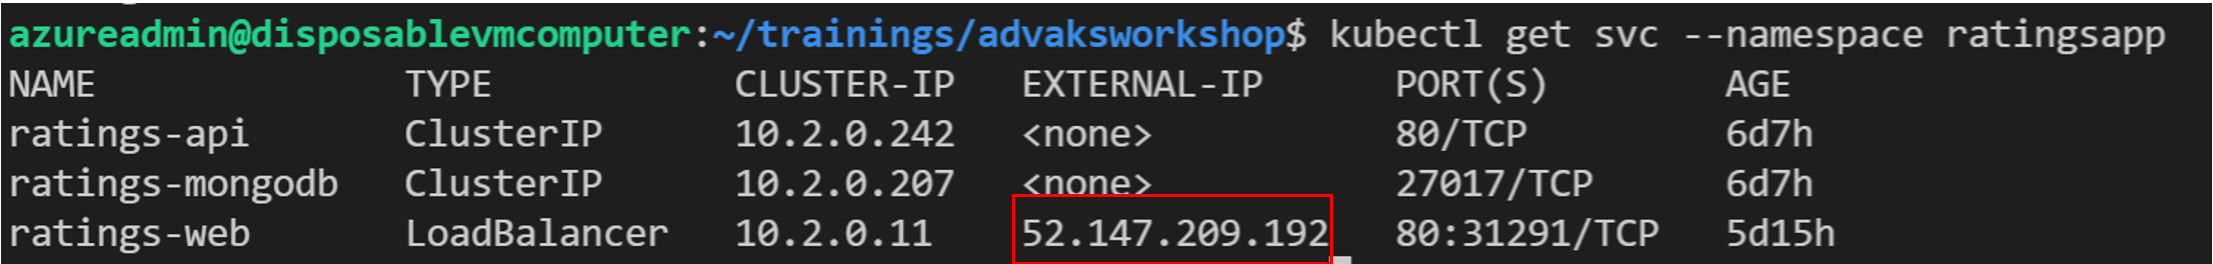 azureadmin@disposablevmcomputer:~/trainings/advaksworkshop$ kubectl get svc --namespace ratingsapp
NAME TYPE CLUSTER-IP EXTERNAL-IP PORT(S) AGE
ratings-api ClusterIP 10.2.0.242 <none> 80/TCP 6d7h
ratings-mongodb ClusterIP 10.2.0.207 <none> 27017/TCP 6d7h
ratings-web LoadBalancer 10.2.0.11 52.147.209.192 80:31291/TCP 5d15h